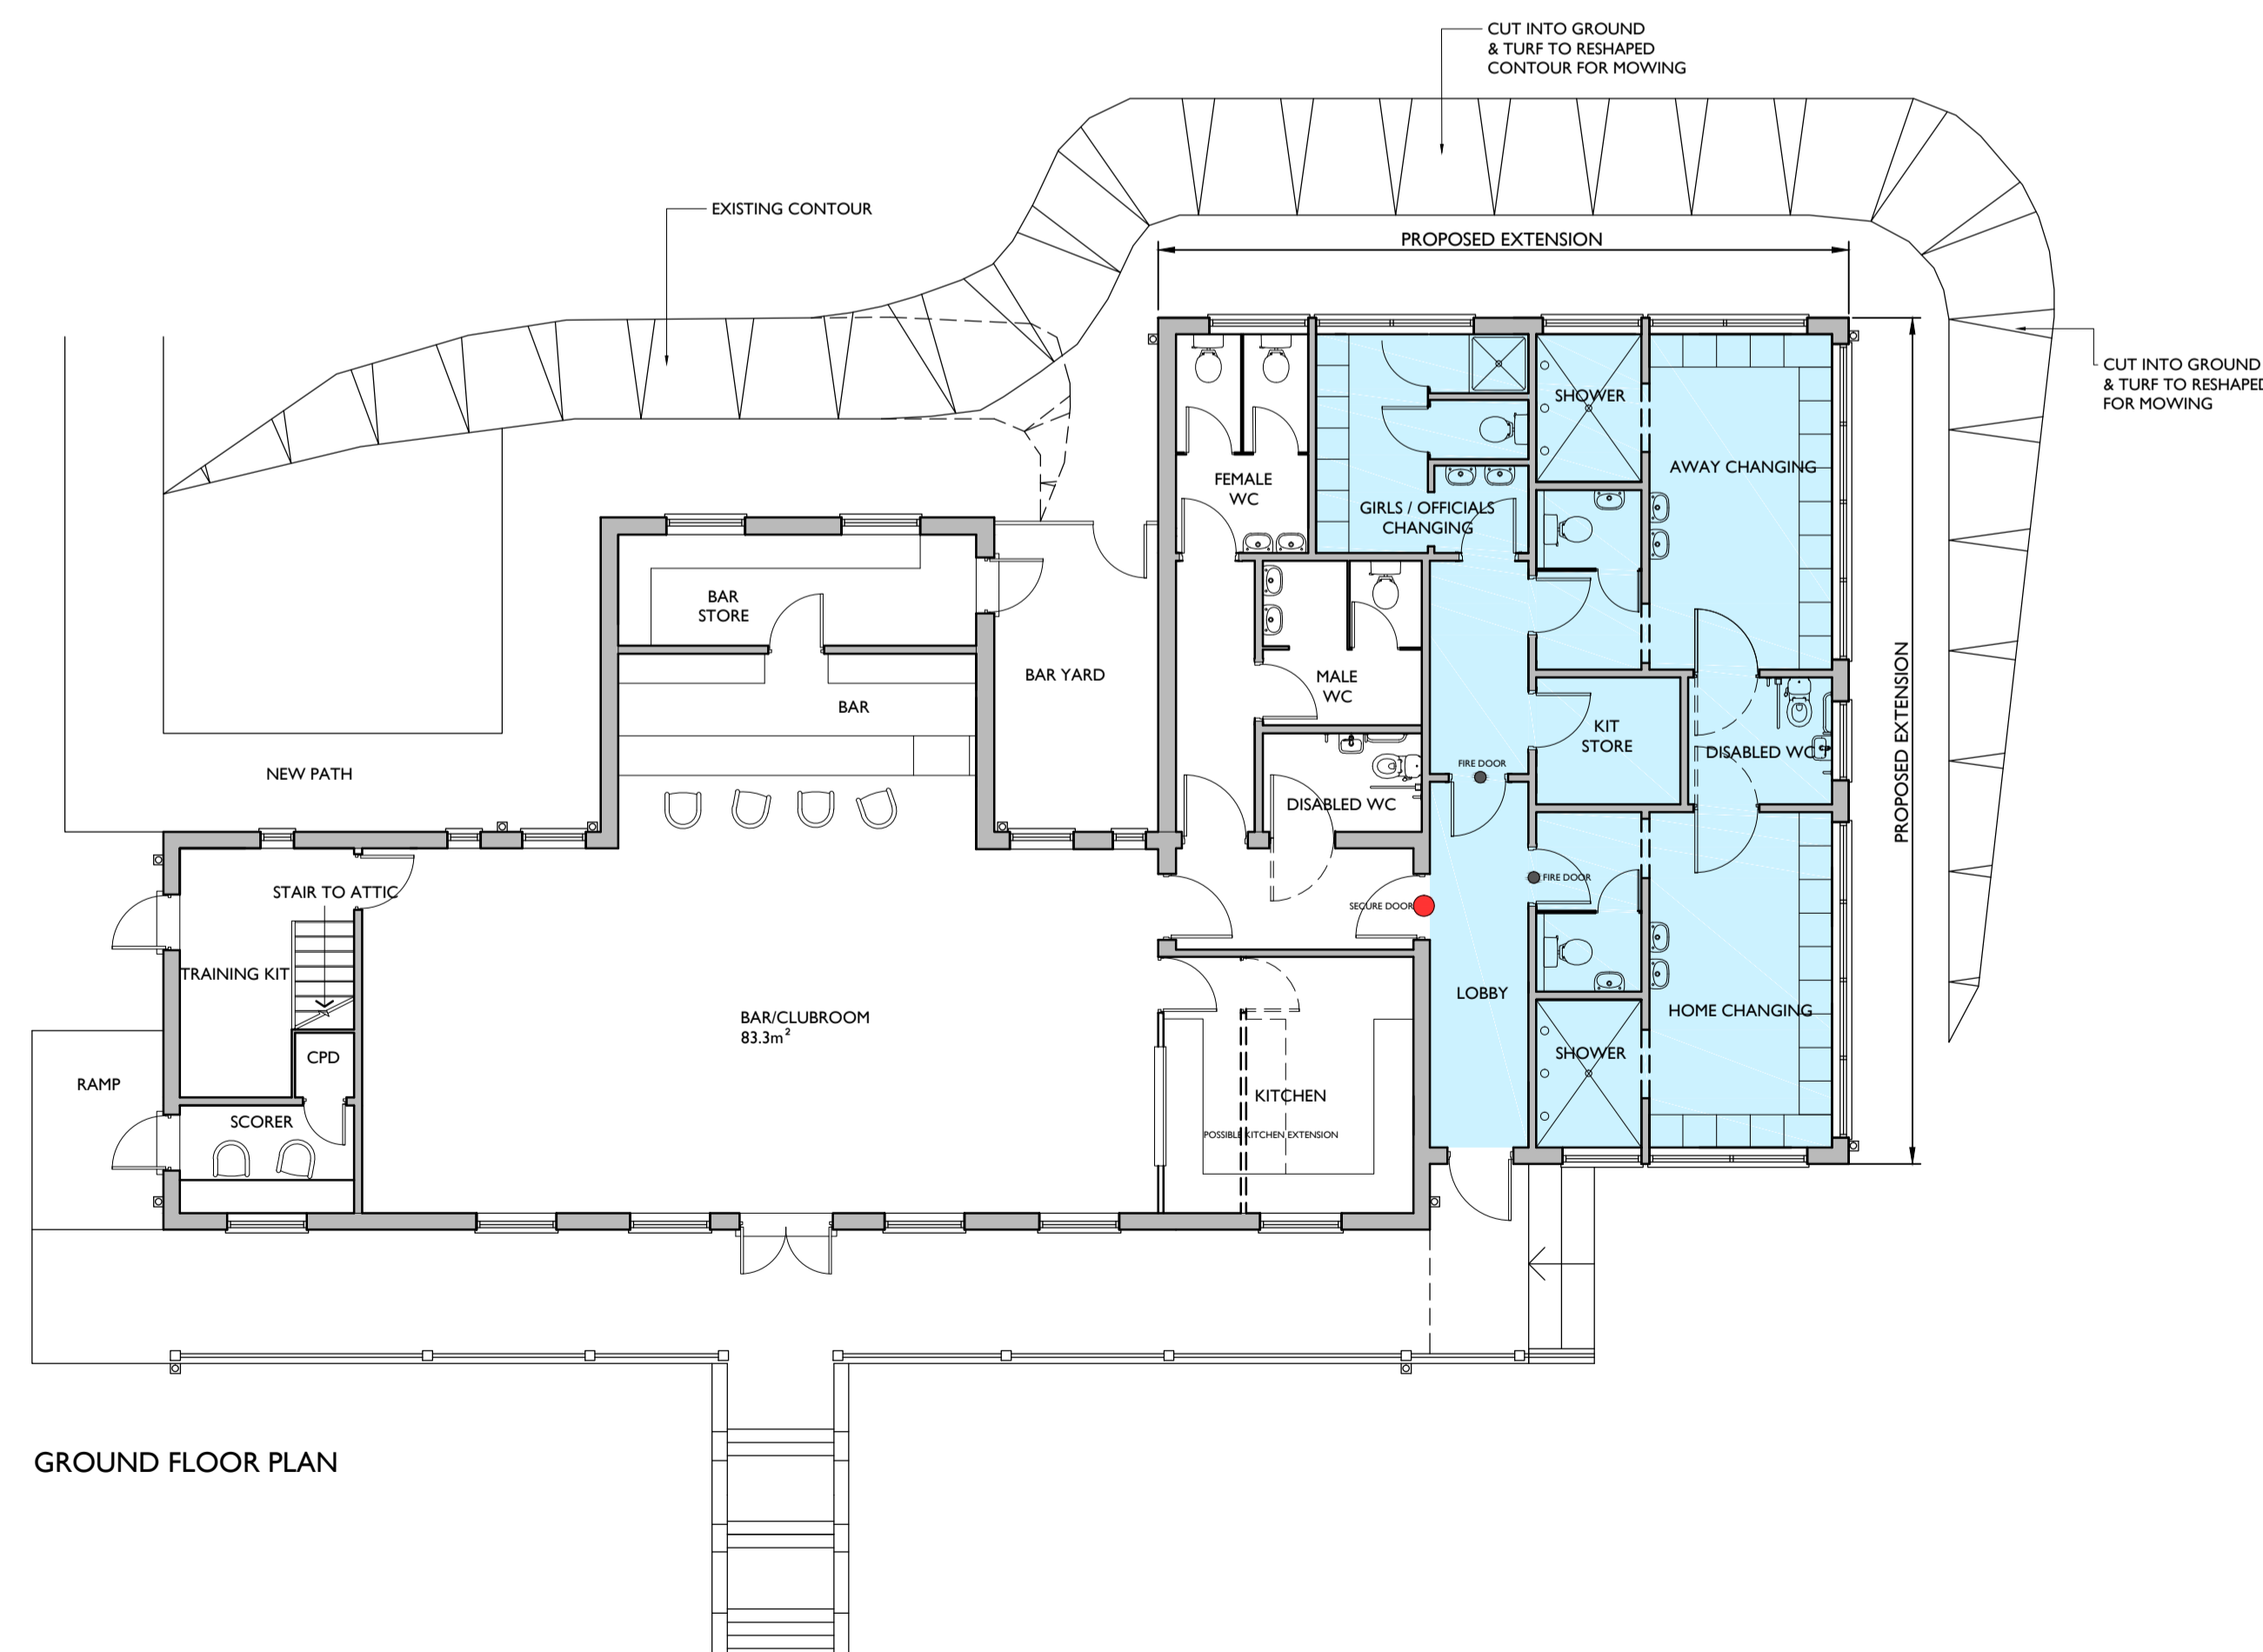 CUT INTO GROUND
& TURF TO RESHAPED
CONTOUR FOR MOWING
EXISTING CONTOUR
PROPOSED EXTENSION
CUT INTO GROUND
& TURF TO RESHAPED
FOR MOWING
SHOWER
AWAY CHANGING
FEMALE
WC
GIRLS / OFFICIALS
CHANGING
BAR
STORE
BAR YARD
MALE
WC
BAR
KIT
STORE
DISABLED WC
PROPOSED EXTENSION
FIRE DOOR
NEW PATH
DISABLED WC
STAIR TO ATTIC
FIRE DOOR
SECURE DOOR
TRAINING KIT
LOBBY
BAR/CLUBROOM
83.3m²
HOME CHANGING
CPD
SHOWER
RAMP
KITCHEN
SCORER
POSSIBLE KITCHEN EXTENSION
GROUND FLOOR PLAN